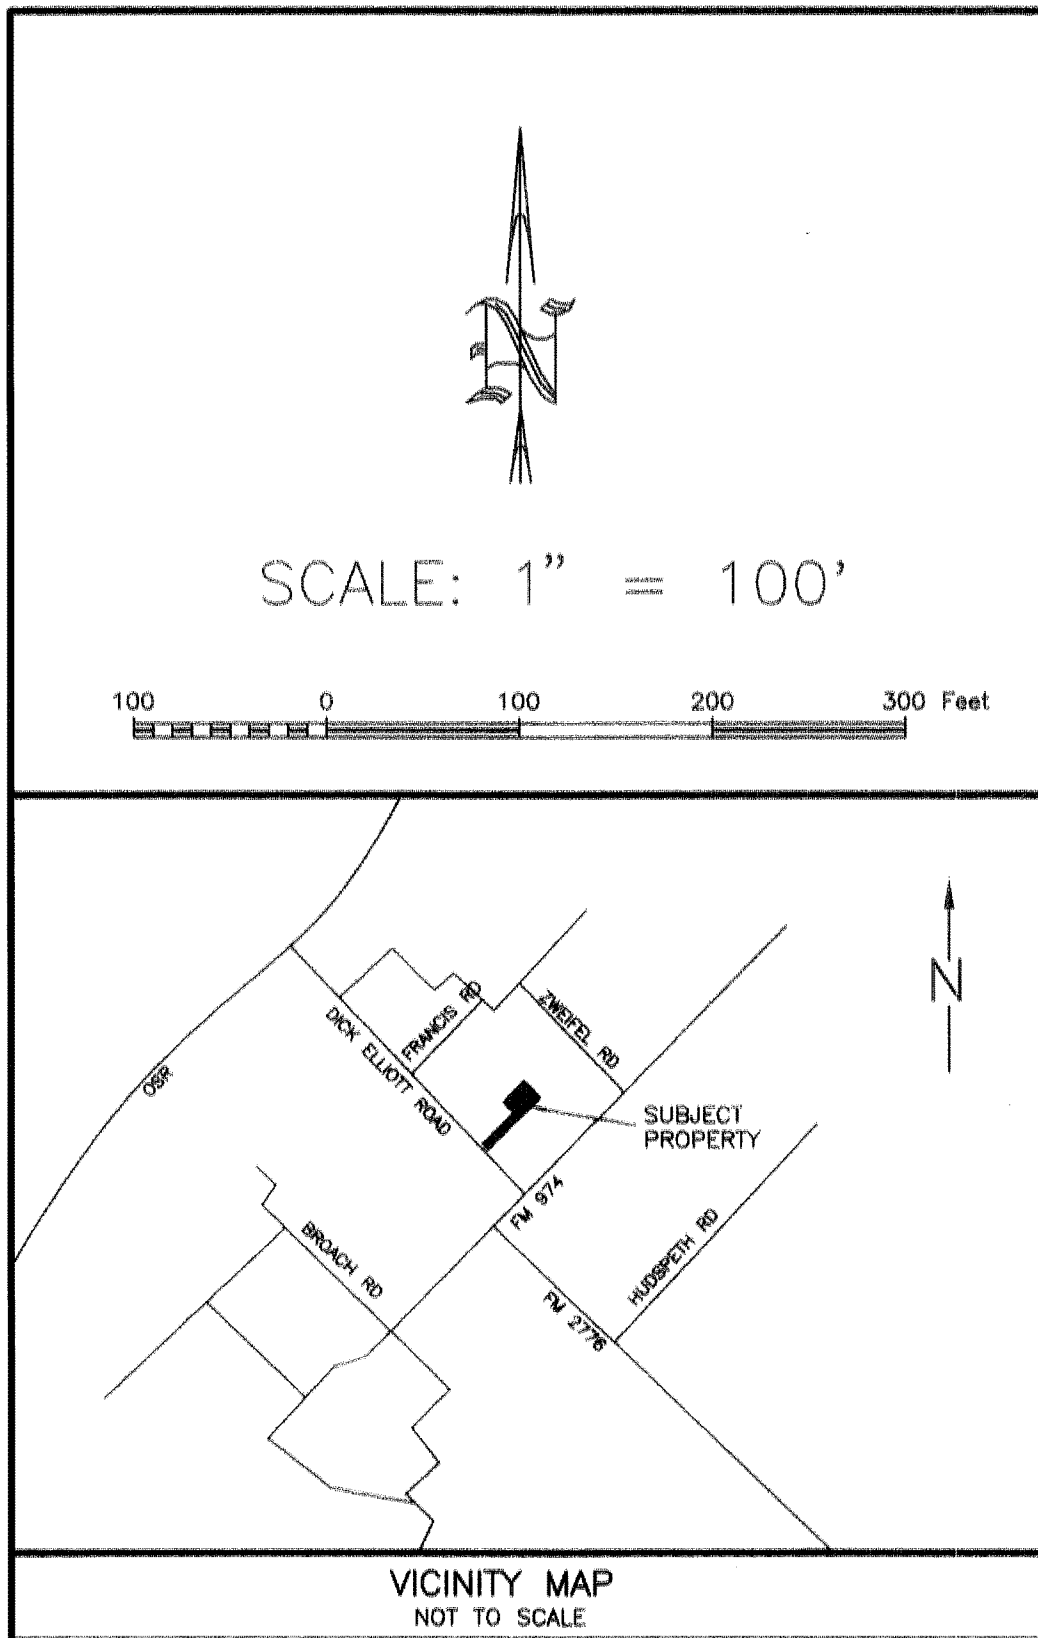 N
SCALE: 1" = 100'
100 0 100 200 300 Feet
OSR
DICK ELLIOTT ROAD
FRANCIS RD
ZWEIFEL RD
N
SUBJECT
PROPERTY
FM 974
HUDSPETH RD
BROACH RD
FM 2776
VICINITY MAP
NOT TO SCALE